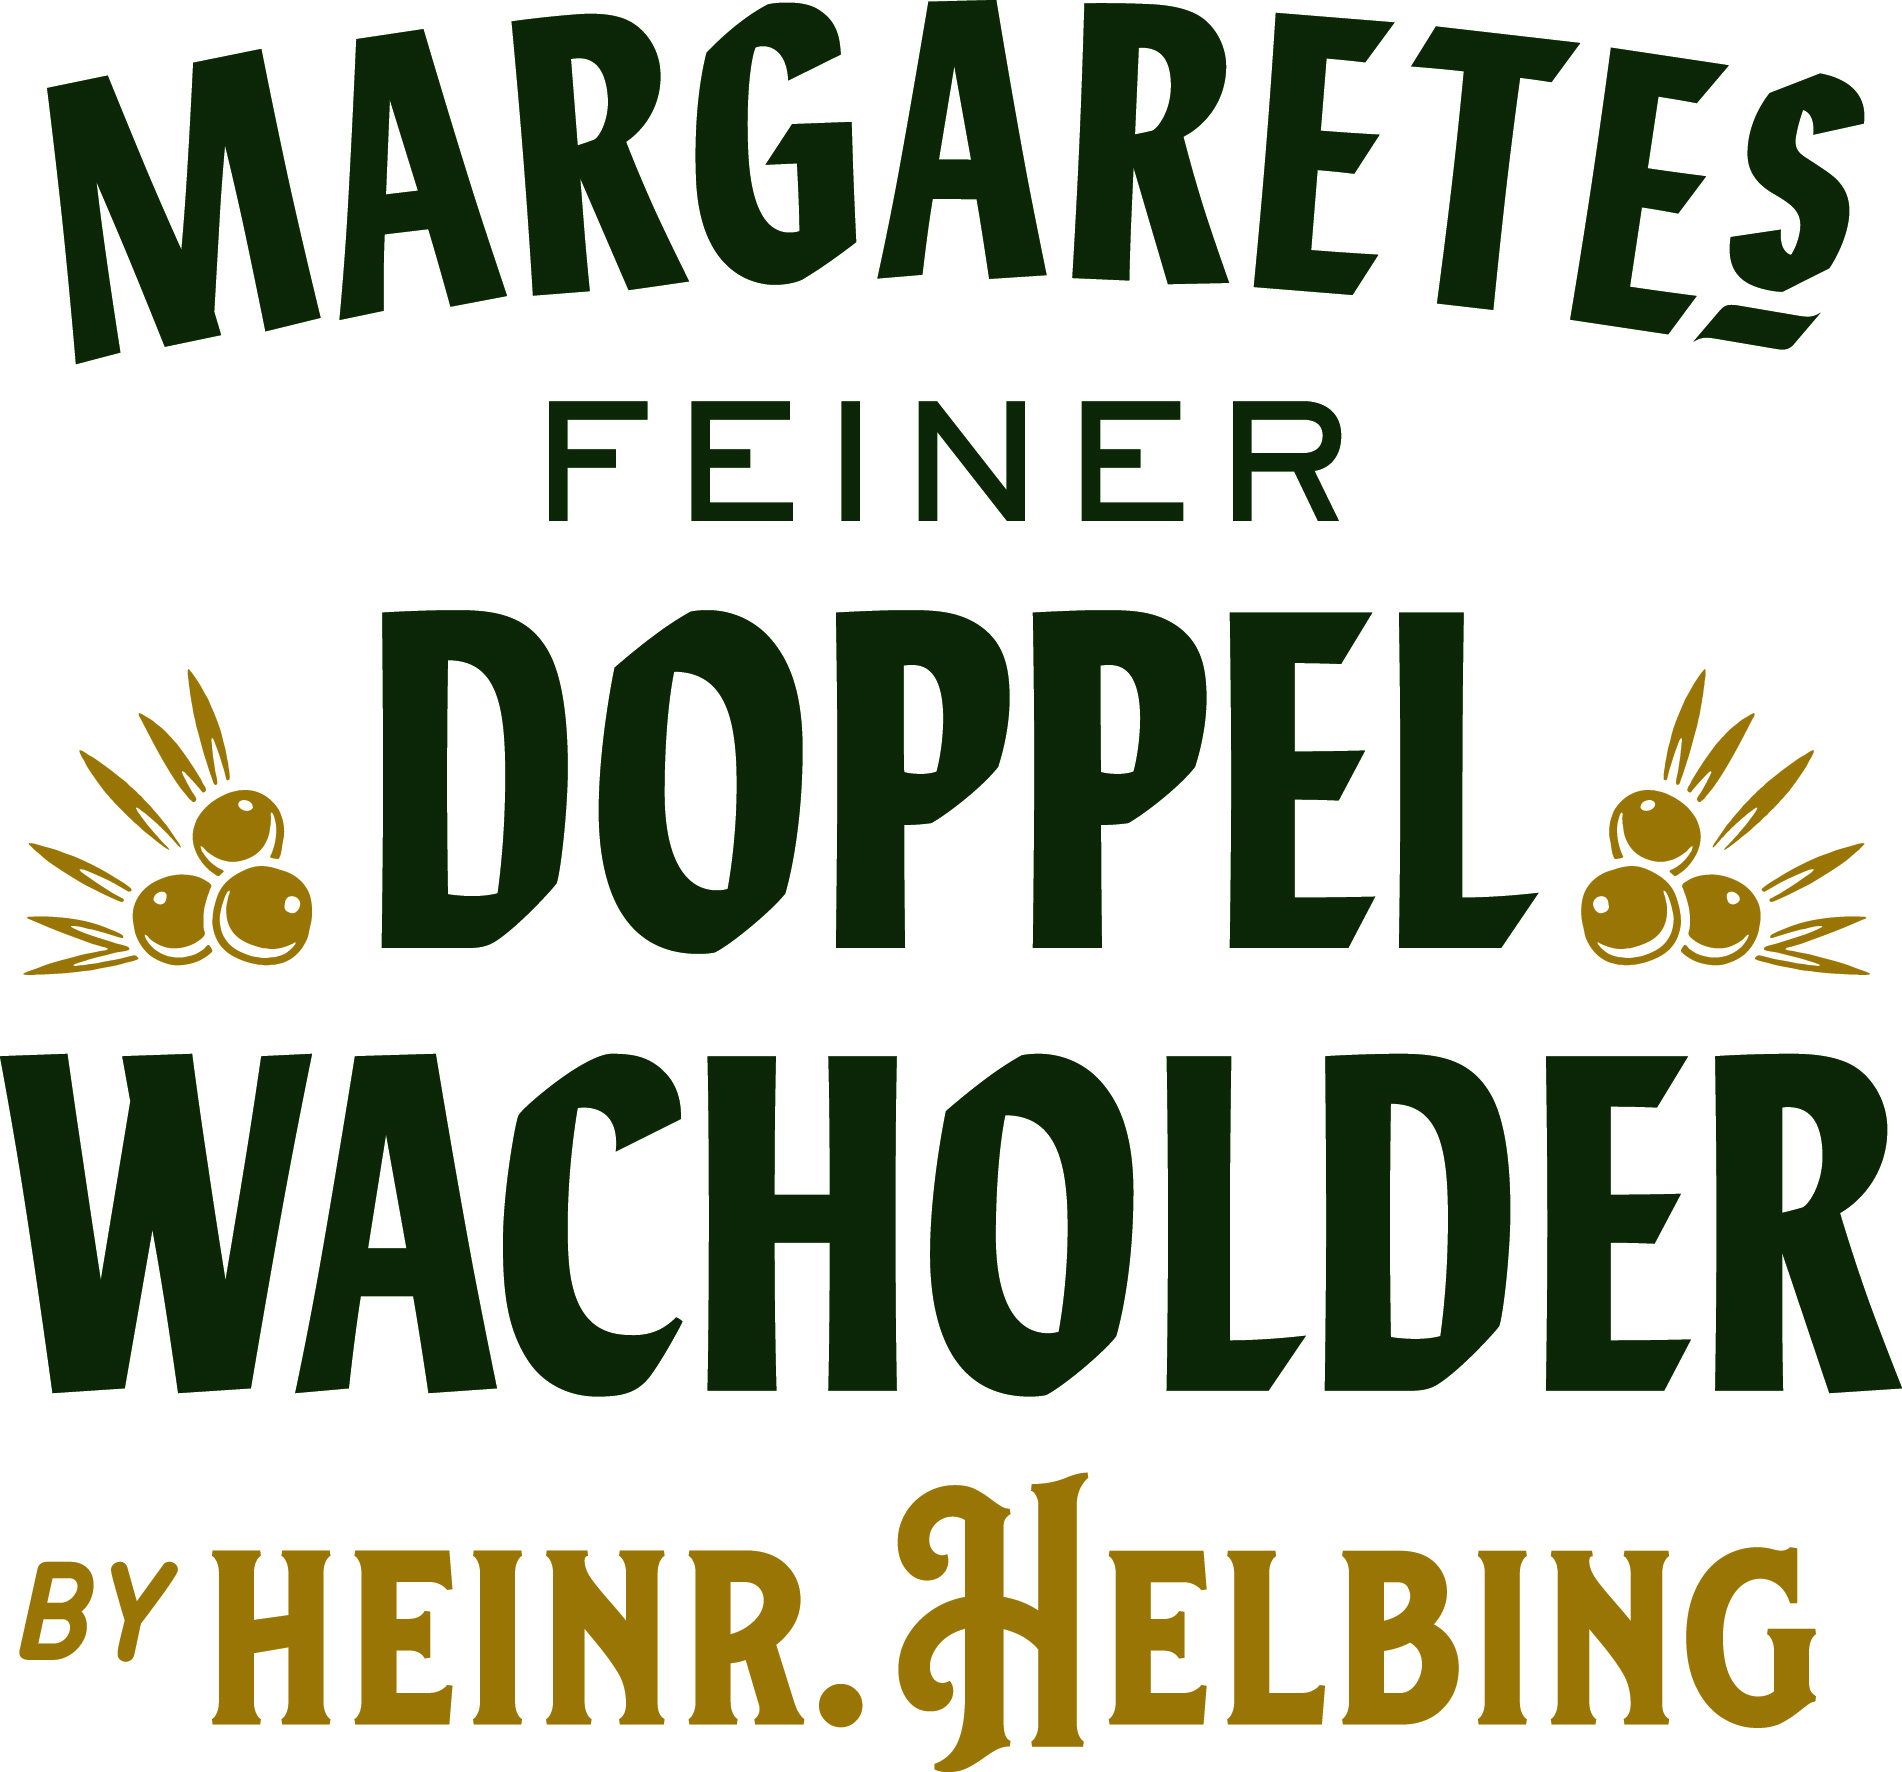 MARGARETES
FEINER
DOPPEL
WACHOLDER
BY HEINR. HELBING